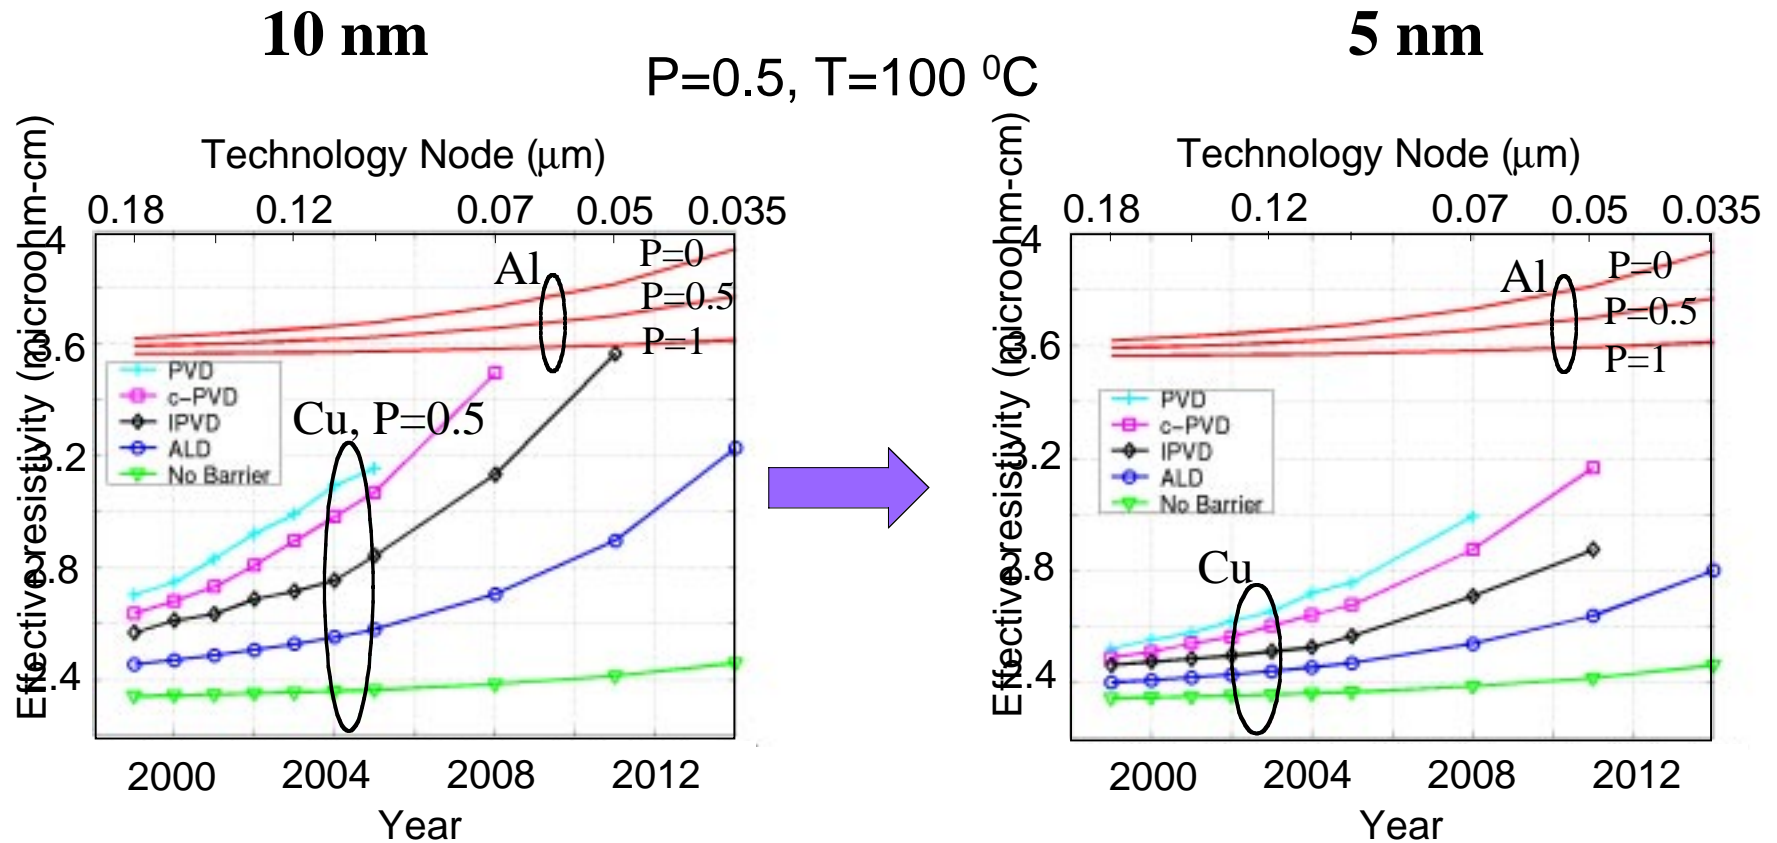 10 nm
5 nm
P=0.5, T=100 ⁰C
Technology Node (μm)
0.18 0.12 0.07 0.05 0.035
Effective resistivity (microohm-cm)
4
3.6
3.2
2.8
2.4
Al
P=0
P=0.5
P=1
PVD
c-PVD
IPVD
ALD
No Barrier
Cu, P=0.5
2000 2004 2008 2012
Year
Technology Node (μm)
0.18 0.12 0.07 0.05 0.035
Effective resistivity (microohm-cm)
4
3.6
3.2
2.8
2.4
Al
P=0
P=0.5
P=1
PVD
c-PVD
IPVD
ALD
No Barrier
Cu
2000 2004 2008 2012
Year